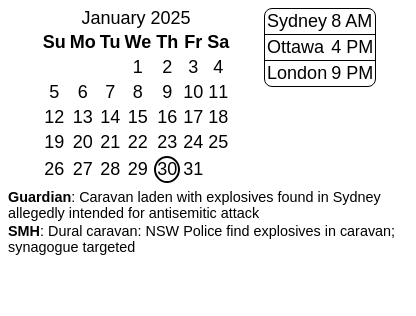 January 2025
Su Mo Tu We Th Fr Sa
1 2 3 4
5 6 7 8 9 10 11
12 13 14 15 16 17 18
19 20 21 22 23 24 25
26 27 28 29 30 31
Sydney 8 AM
Ottawa 4 PM
London 9 PM
Guardian: Caravan laden with explosives found in Sydney
allegedly intended for antisemitic attack
SMH: Dural caravan: NSW Police find explosives in caravan;
synagogue targeted